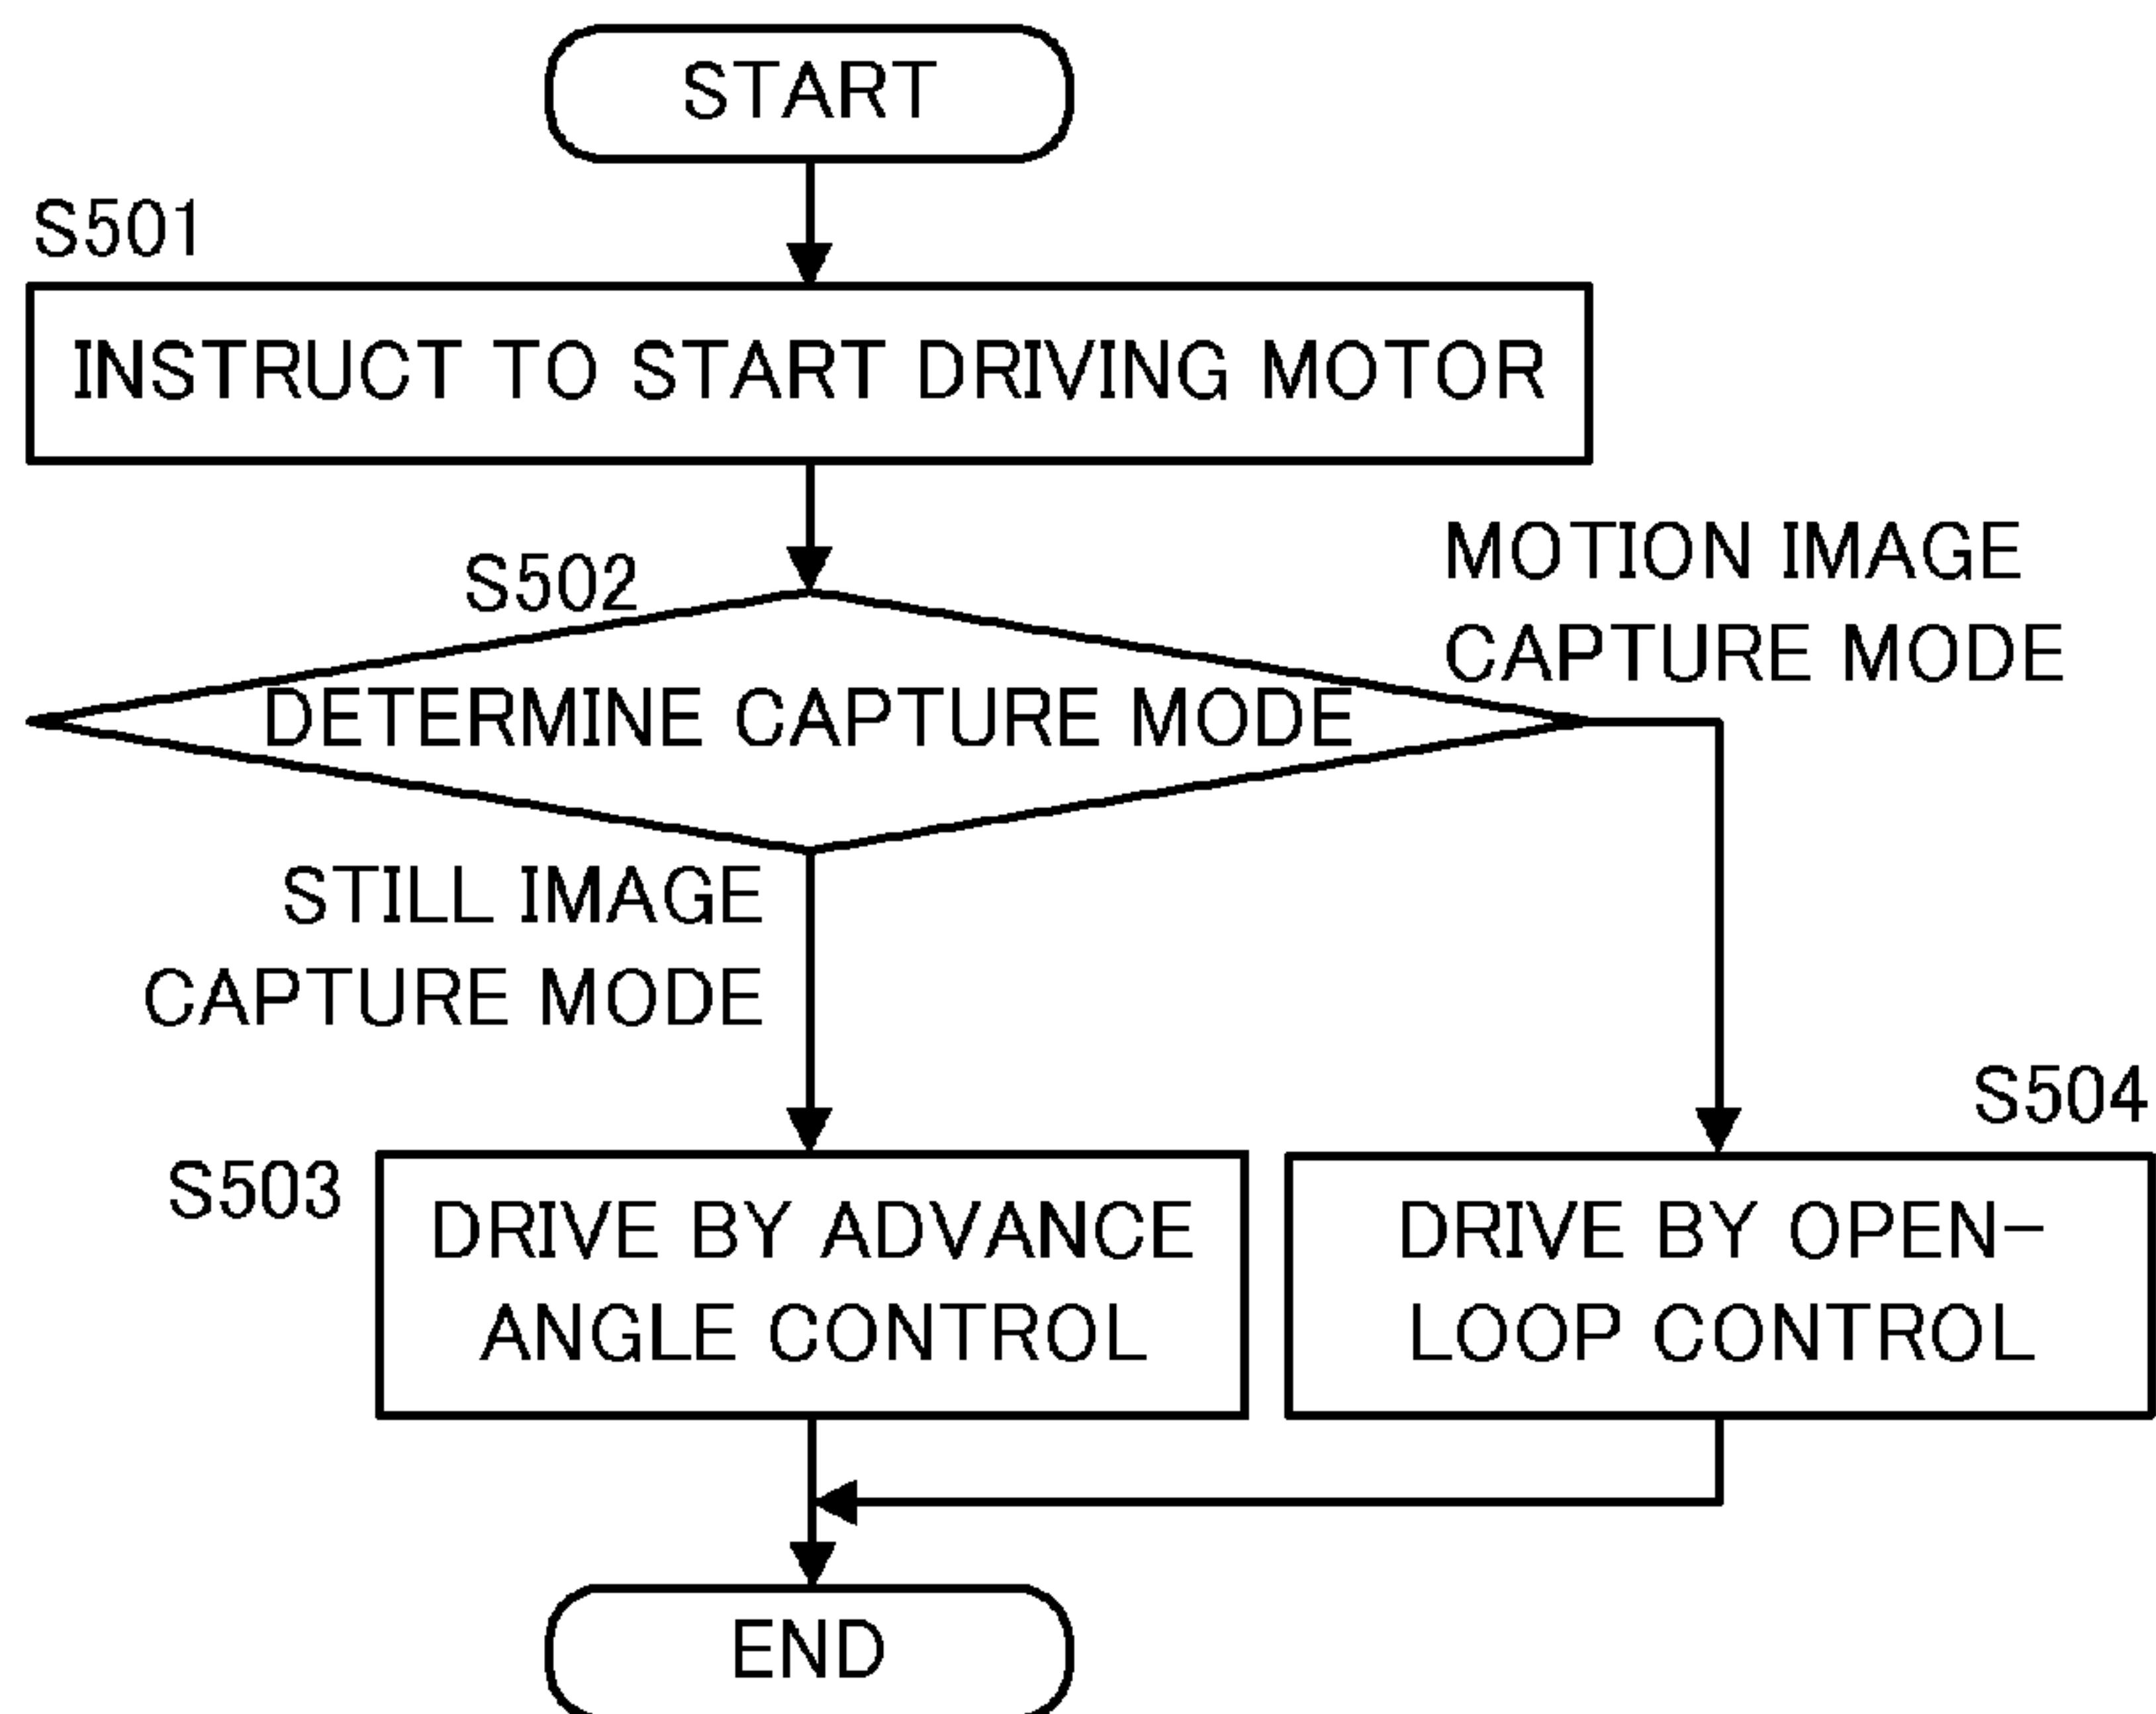 START
S501
INSTRUCT TO START DRIVING MOTOR
S502
DETERMINE CAPTURE MODE
MOTION IMAGE
CAPTURE MODE
STILL IMAGE
CAPTURE MODE
S503
DRIVE BY ADVANCE
ANGLE CONTROL
S504
DRIVE BY OPEN-
LOOP CONTROL
END